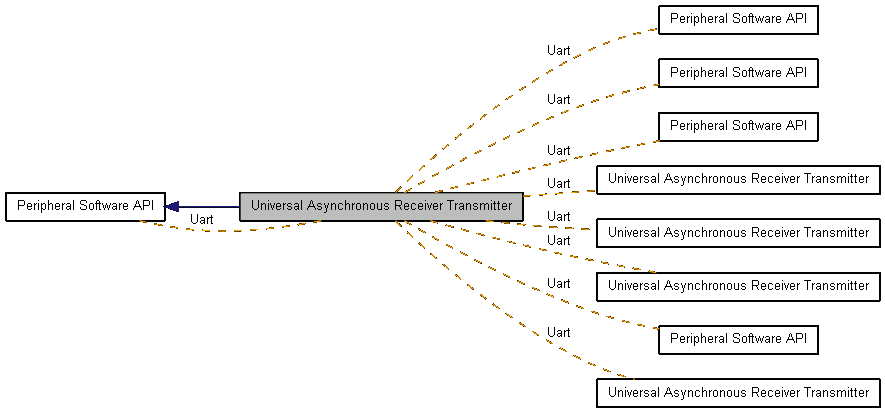 Peripheral Software API
Uart
Peripheral Software API
Uart
Peripheral Software API
Uart
Universal Asynchronous Receiver Transmitter
Uart
Peripheral Software API
Universal Asynchronous Receiver Transmitter
Uart
Uart
Universal Asynchronous Receiver Transmitter
Uart
Universal Asynchronous Receiver Transmitter
Uart
Peripheral Software API
Uart
Universal Asynchronous Receiver Transmitter